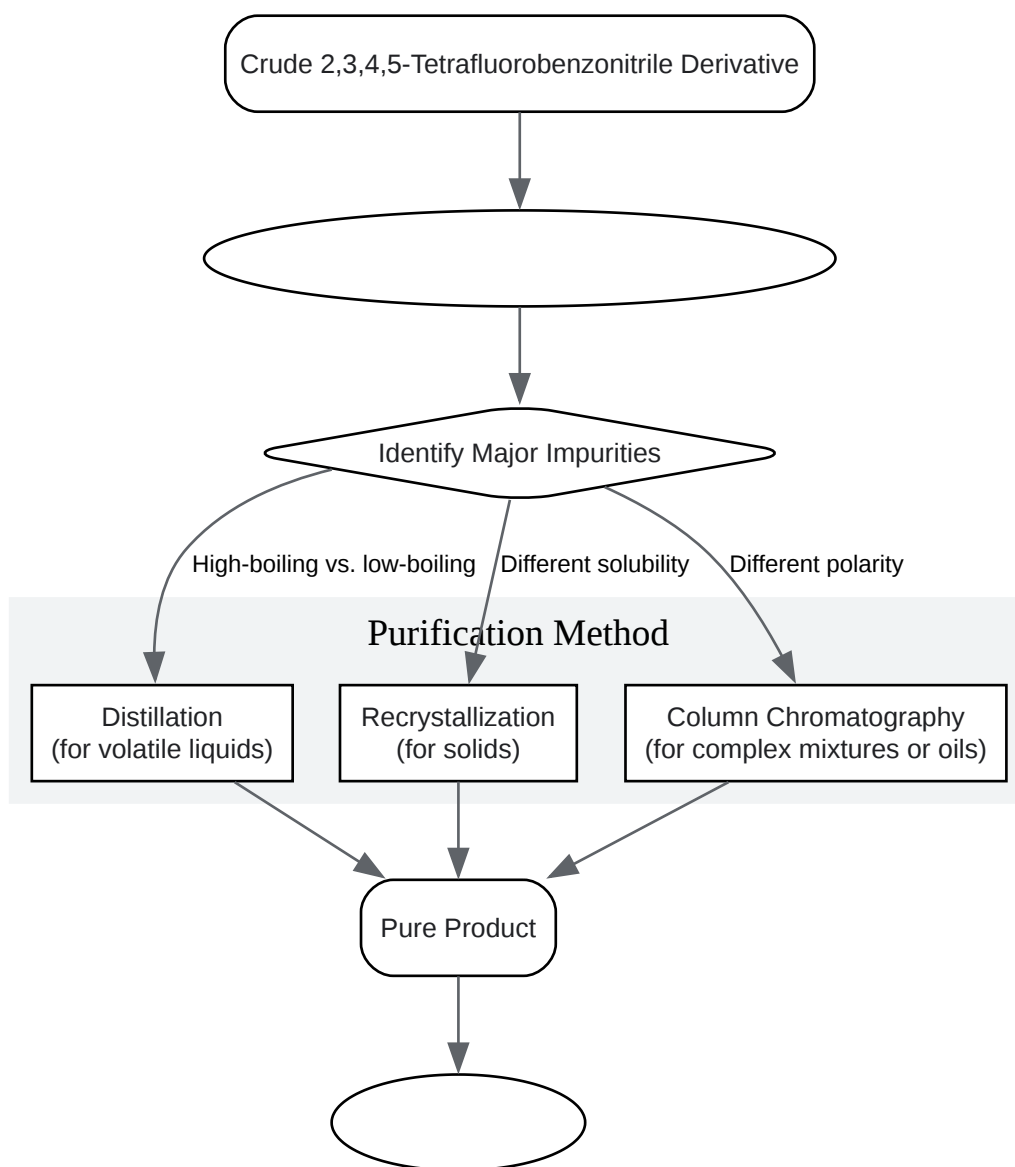 Crude 2,3,4,5-Tetrafluorobenzonitrile Derivative
Identify Major Impurities
High-boiling vs. low-boiling
Different solubility
Different polarity
Purification Method
Distillation
(for volatile liquids)
Recrystallization
(for solids)
Column Chromatography
(for complex mixtures or oils)
Pure Product